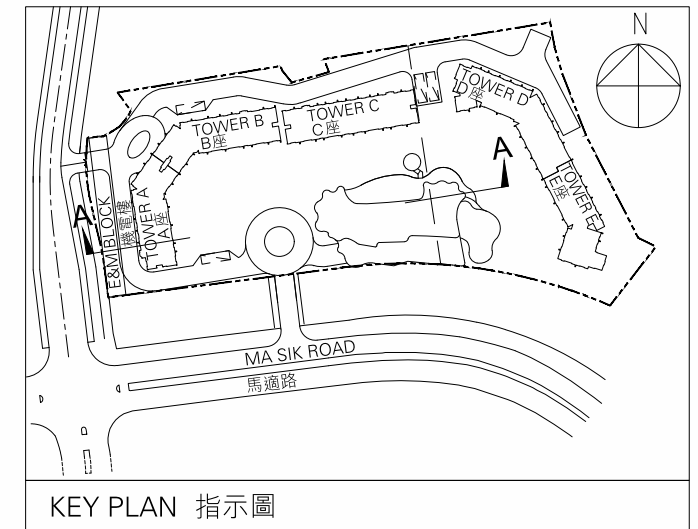 N
TOWER B
B座
TOWER C
C座
TOWER D
D座
TOWER E
E座
A
A
E&M BLOCK
機電樓
TOWER A
A座
MA SIK ROAD
馬適路
KEY PLAN 指示圖